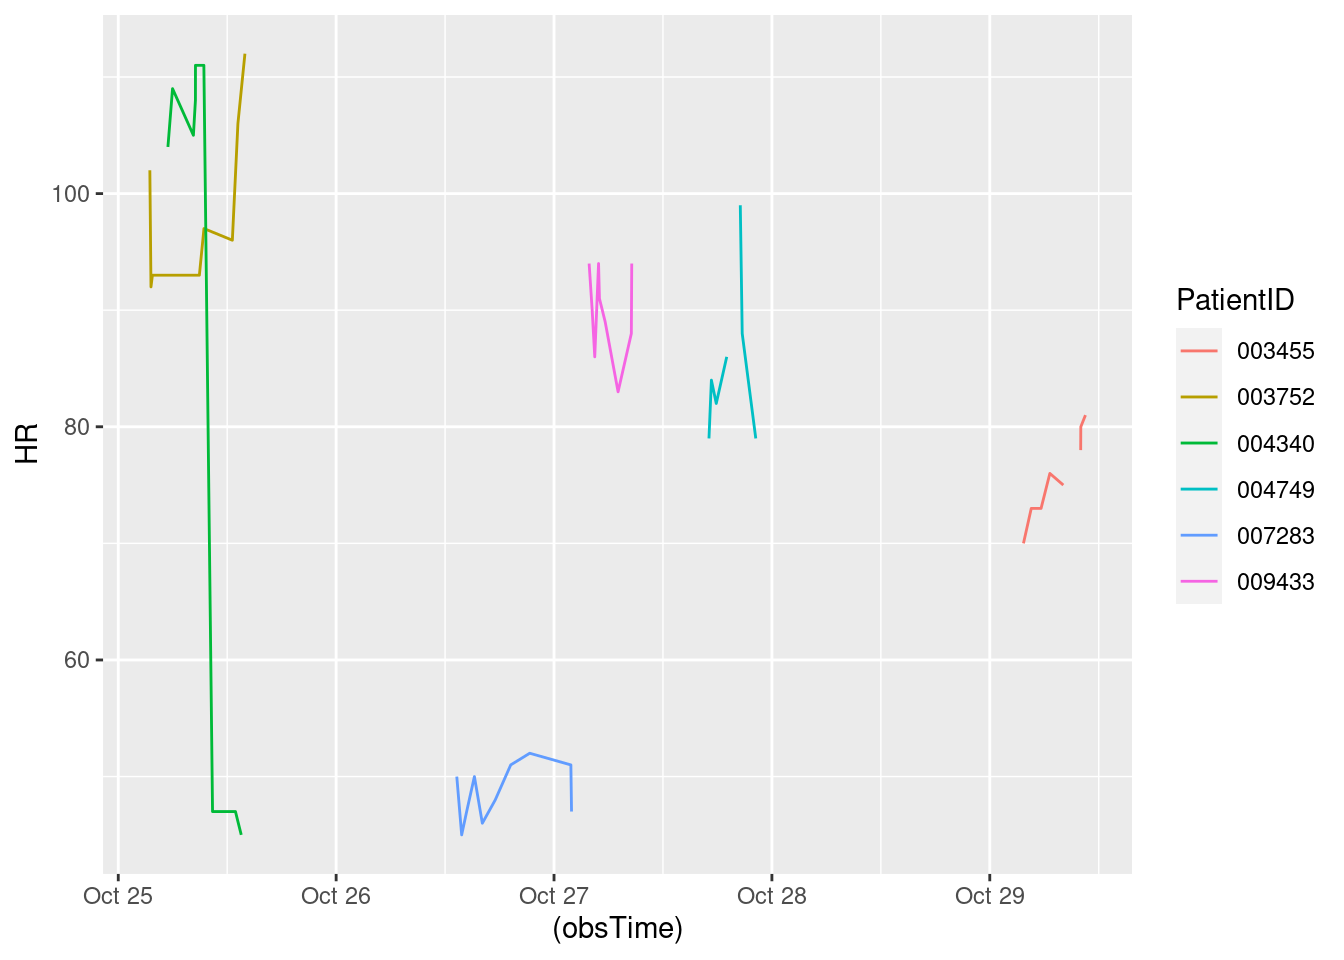 HR
100
80
60
Oct 25
Oct 26
Oct 27
Oct 28
Oct 29
(obsTime)
PatientID
003455
003752
004340
004749
007283
009433